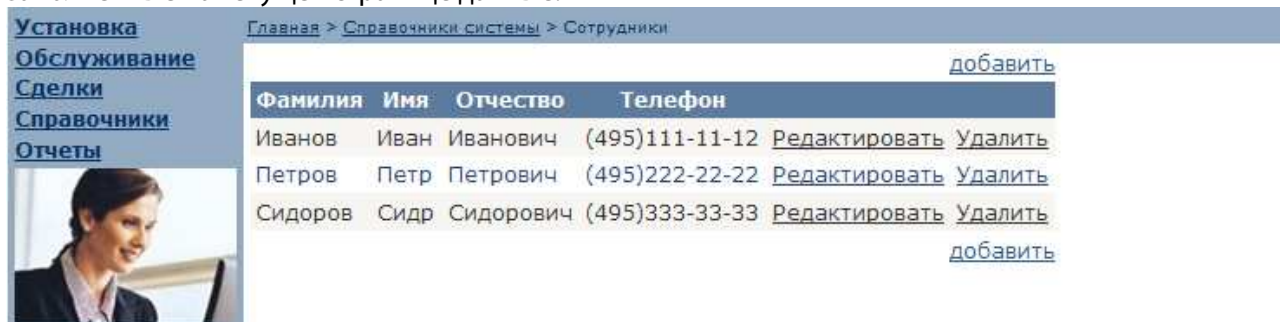 Установка
Обслуживание
Сделки
Справочники
Отчеты
Главная > Справочники системы > Сотрудники
добавить
Фамилия Имя Отчество Телефон
Иванов Иван Иванович (495)111-11-12 Редактировать Удалить
Петров Петр Петрович (495)222-22-22 Редактировать Удалить
Сидоров Сидр Сидорович (495)333-33-33 Редактировать Удалить
добавить